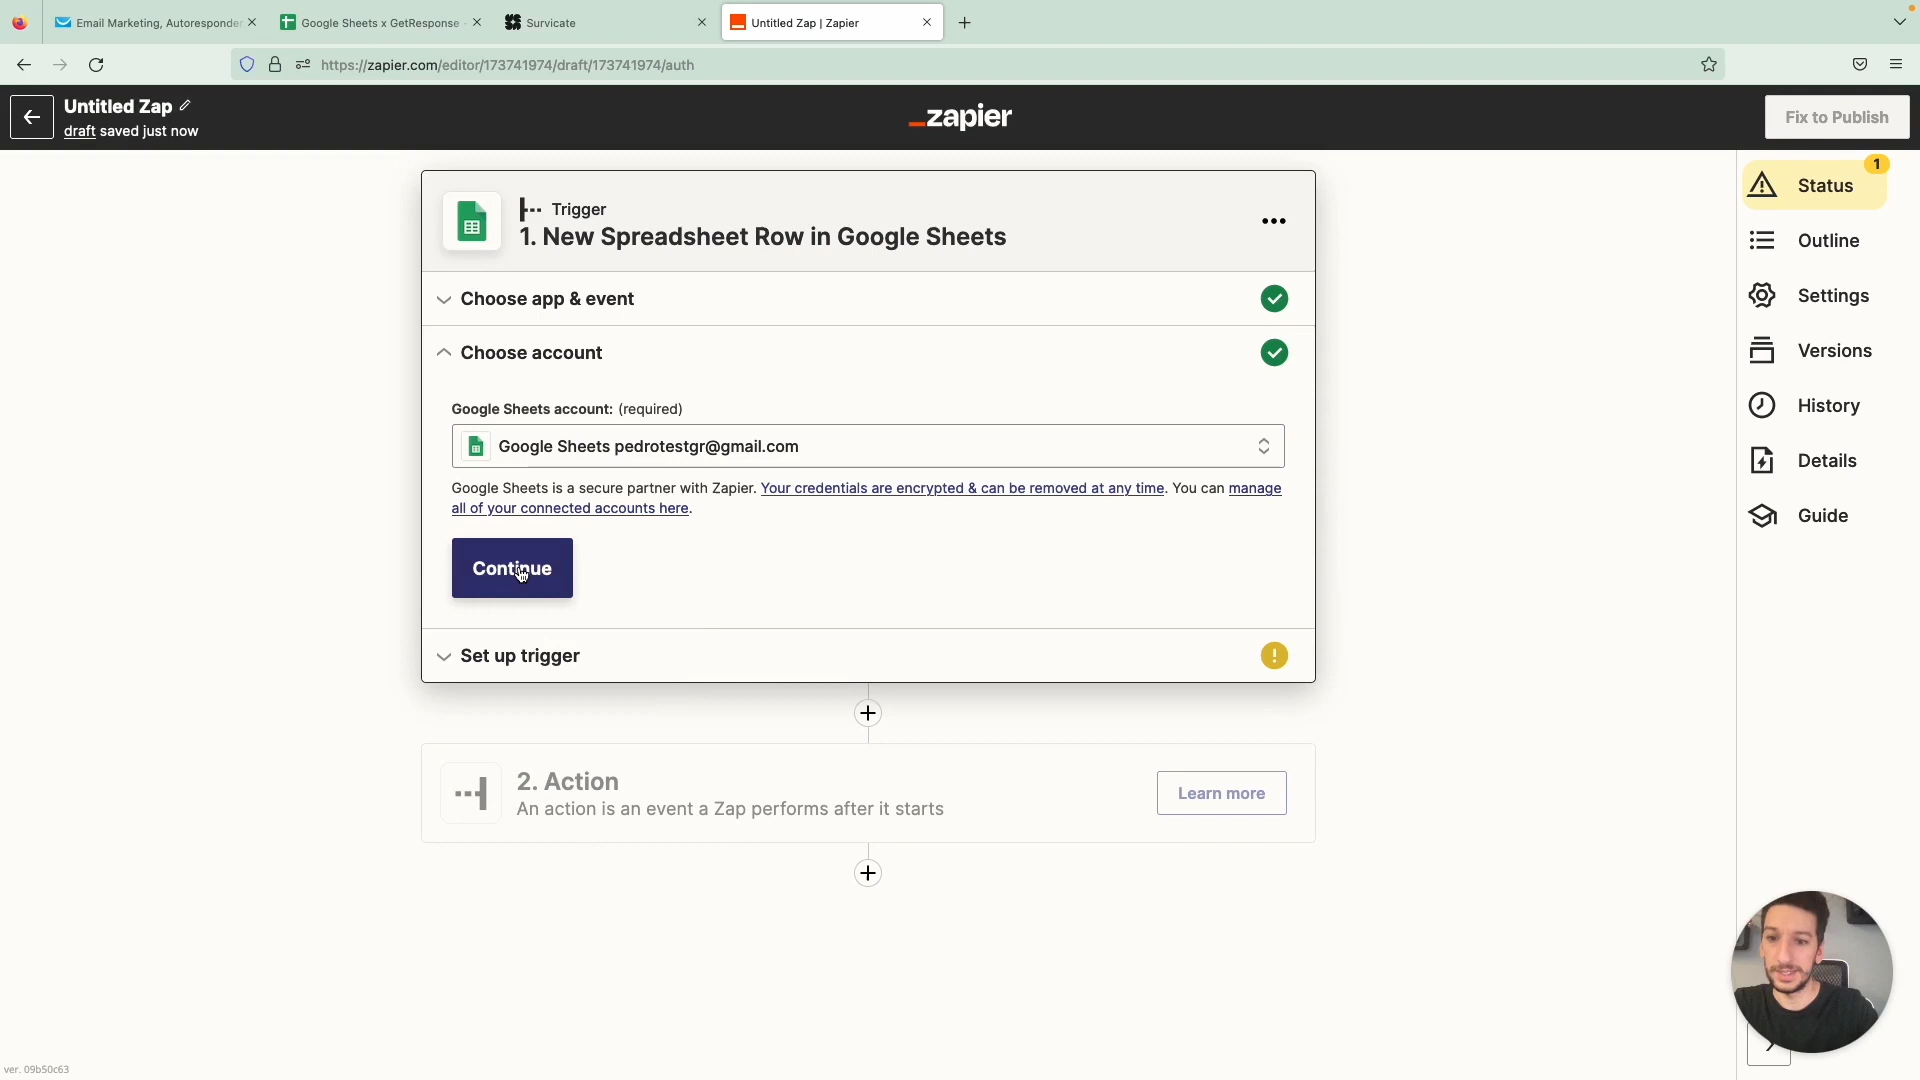 Email Marketing, Autoresponder
Google Sheets x GetResponse
Survicate
Untitled Zap | Zapier
https://zapier.com/editor/173741974/draft/173741974/auth
Untitled Zap
draft saved just now
_zapier
Fix to Publish
Trigger
1. New Spreadsheet Row in Google Sheets
Choose app & event
Choose account
Google Sheets account: (required)
Google Sheets pedrotestgr@gmail.com
Google Sheets is a secure partner with Zapier. Your credentials are encrypted & can be removed at any time. You can manage
all of your connected accounts here.
Continue
Set up trigger
2. Action
An action is an event a Zap performs after it starts
Learn more
1
Status
Outline
Settings
Versions
History
Details
Guide
ver. 09b50c63